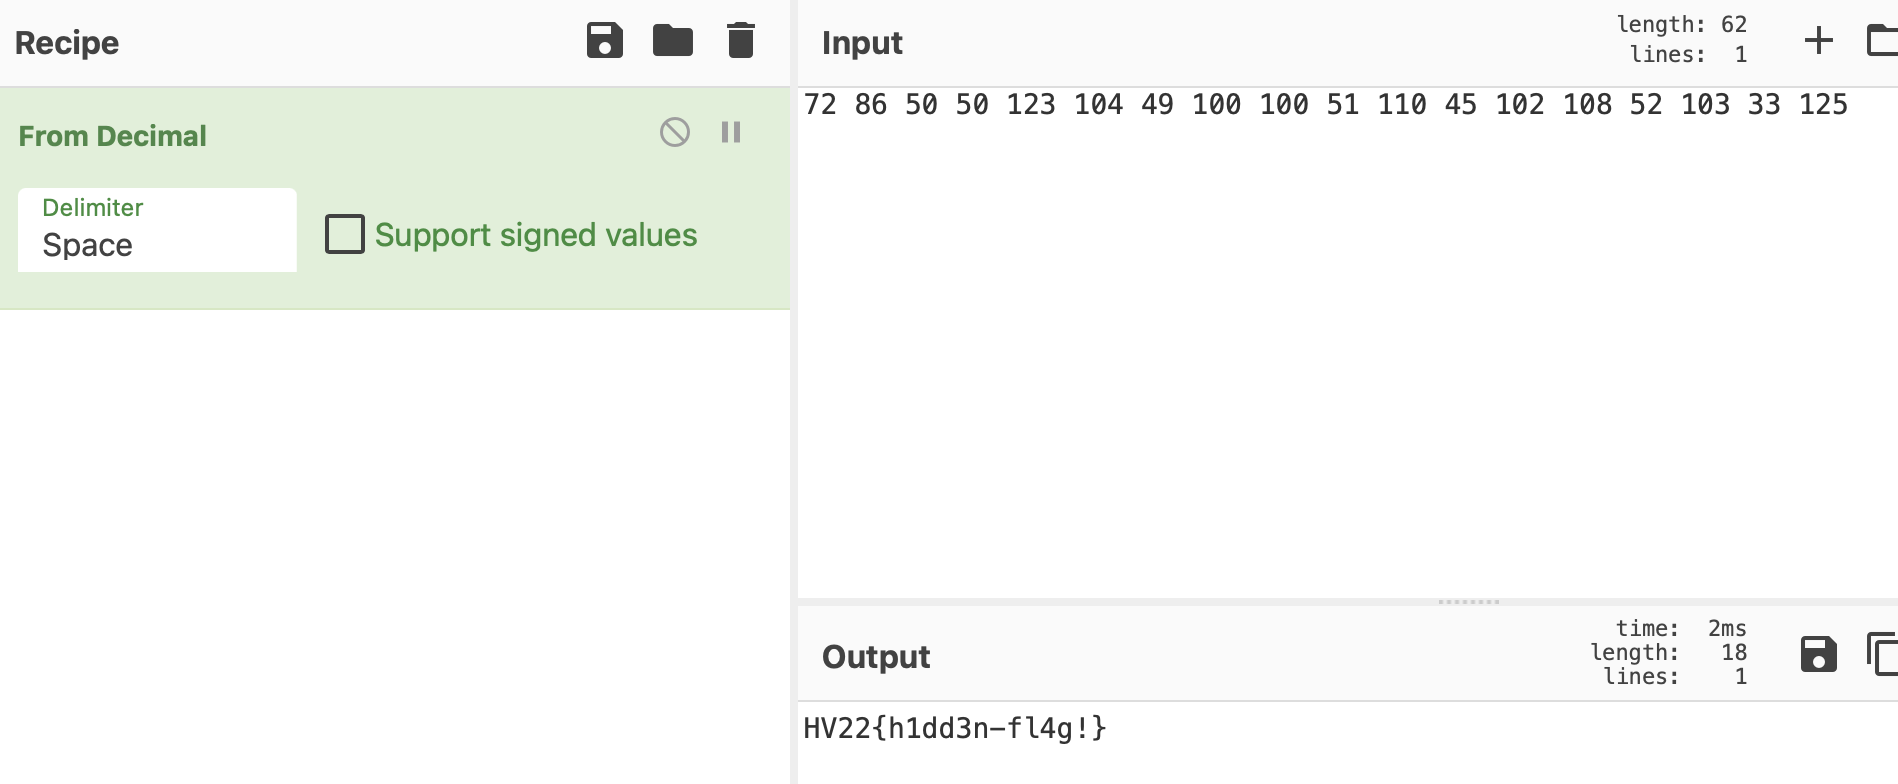 Recipe
From Decimal
Delimiter
Space
Support signed values
Input
length: 62
lines: 1
72 86 50 50 123 104 49 100 100 51 110 45 102 108 52 103 33 125
Output
time: 2ms
length: 18
lines: 1
HV22{h1dd3n-fl4g!}